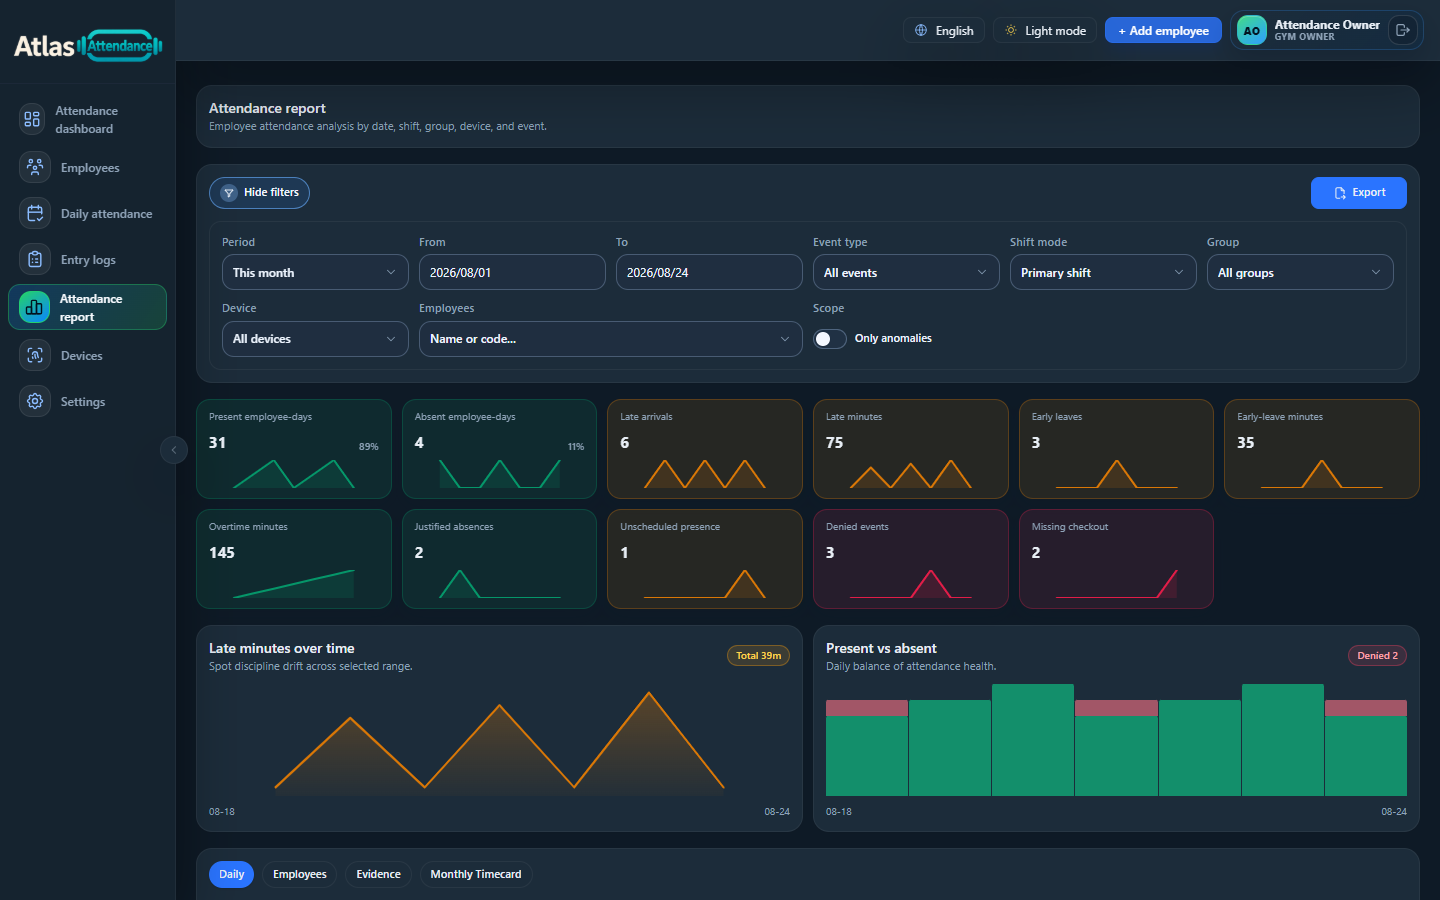 Atlas Attendance
English
Light mode
+ Add employee
AO
Attendance Owner
GYM OWNER
Attendance
dashboard
Employees
Daily attendance
Entry logs
Attendance
report
Devices
Settings
Attendance report
Employee attendance analysis by date, shift, group, device, and event.
Hide filters
Export
Period
From
To
Event type
Shift mode
Group
This month
2026/08/01
2026/08/24
All events
Primary shift
All groups
Device
Employees
Scope
All devices
Name or code...
Only anomalies
Present employee-days
31
89%
Absent employee-days
4
11%
Late arrivals
6
Late minutes
75
Early leaves
3
Early-leave minutes
35
Overtime minutes
145
Justified absences
2
Unscheduled presence
1
Denied events
3
Missing checkout
2
Late minutes over time
Spot discipline drift across selected range.
Total 39m
08-18
08-24
Present vs absent
Daily balance of attendance health.
Denied 2
08-18
08-24
Daily
Employees
Evidence
Monthly Timecard